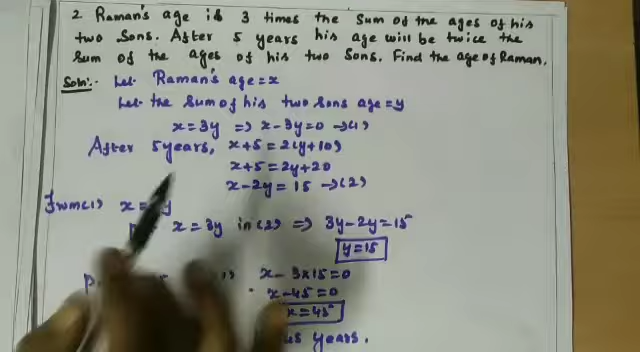 2. Raman's age is 3 times the sum of the ages of his
two sons. After 5 years his age will be twice the
sum of the ages of his two sons. Find the age of Raman.
Soln:- Let Raman's age = x
Let the sum of his two sons age = y
x = 3y ⇒ x - 3y = 0 →(1)
After 5 years, x + 5 = 2(y + 10)
x + 5 = 2y + 20
x - 2y = 15 →(2)
From (1) x = y
x = 3y in (2) ⇒ 3y - 2y = 15
y = 15
x - 3×15 = 0
x - 45 = 0
x = 45
years.